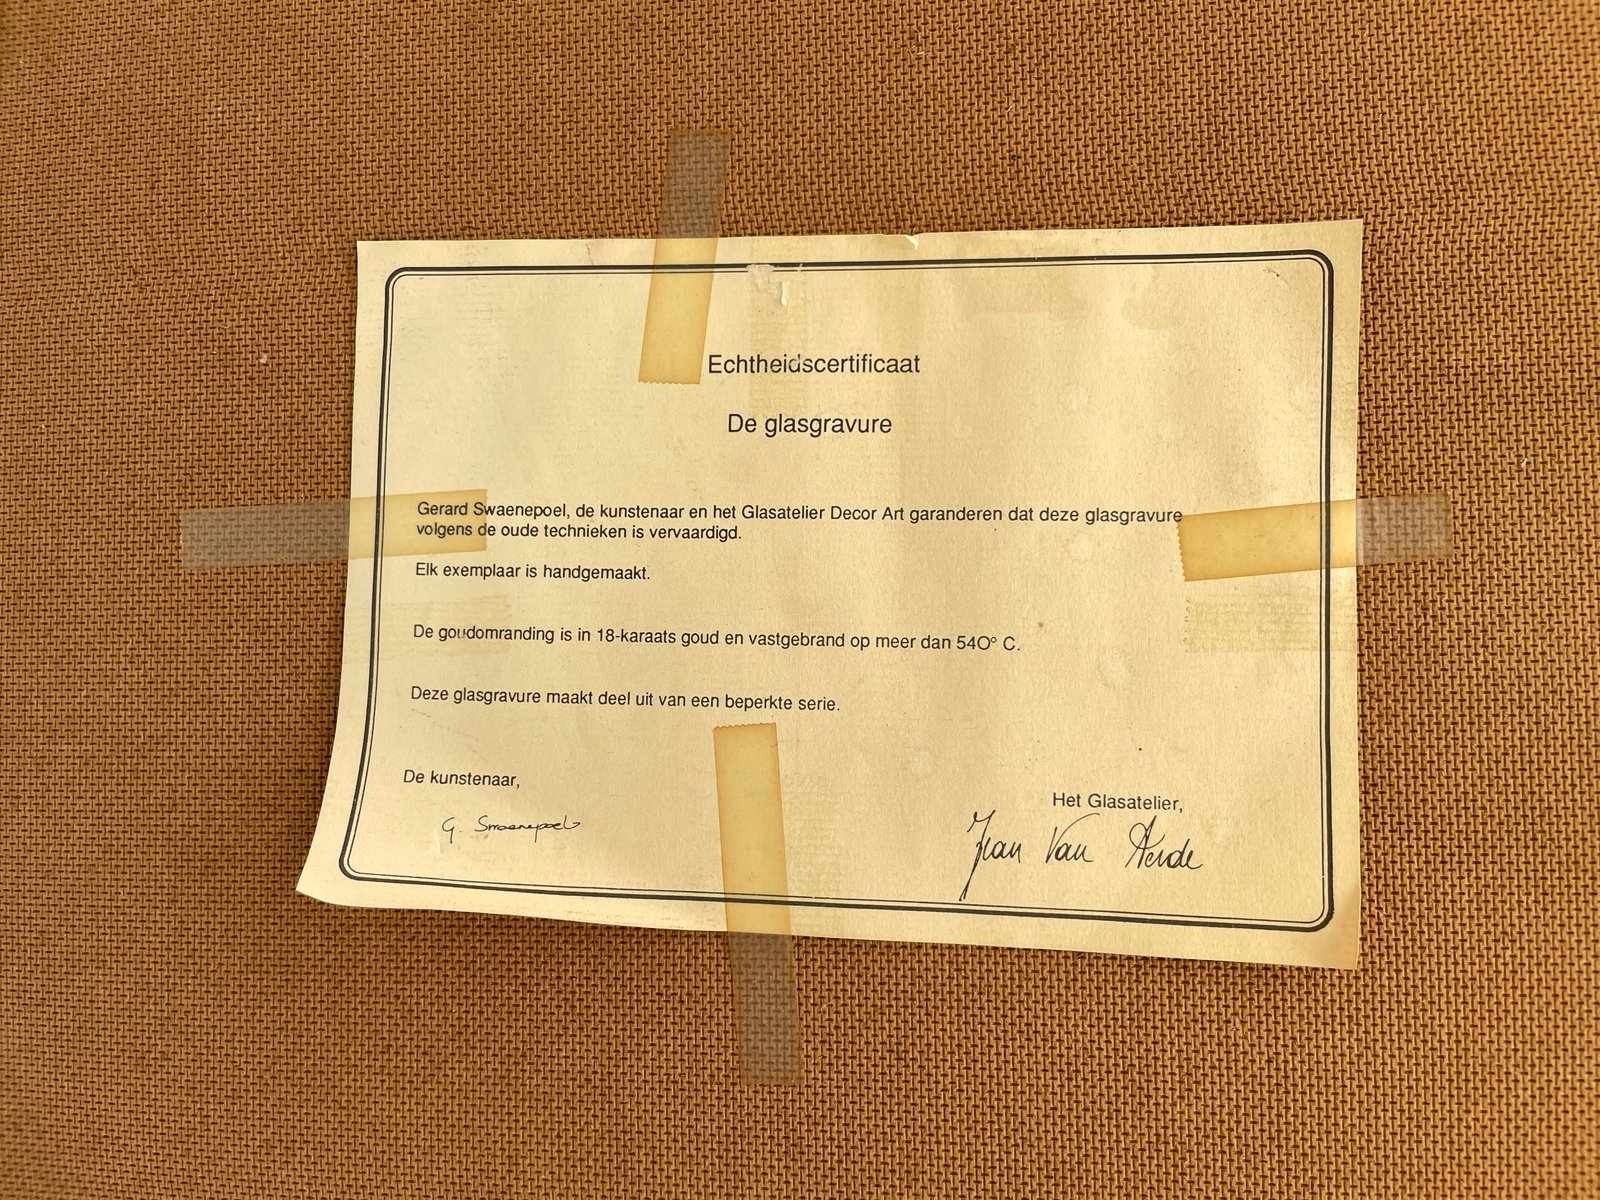 Echtheidscertificaat
De glasgravure
Gerard Swaenepoel, de kunstenaar en het Glasatelier Decor Art garanderen dat deze glasgravure
volgens de oude technieken is vervaardigd.
Elk exemplaar is handgemaakt.
De goudomranding is in 18-karaats goud en vastgebrand op meer dan 540° C.
Deze glasgravure maakt deel uit van een beperkte serie.
De kunstenaar,
G. Swaenepoel
Het Glasatelier,
Jean Van